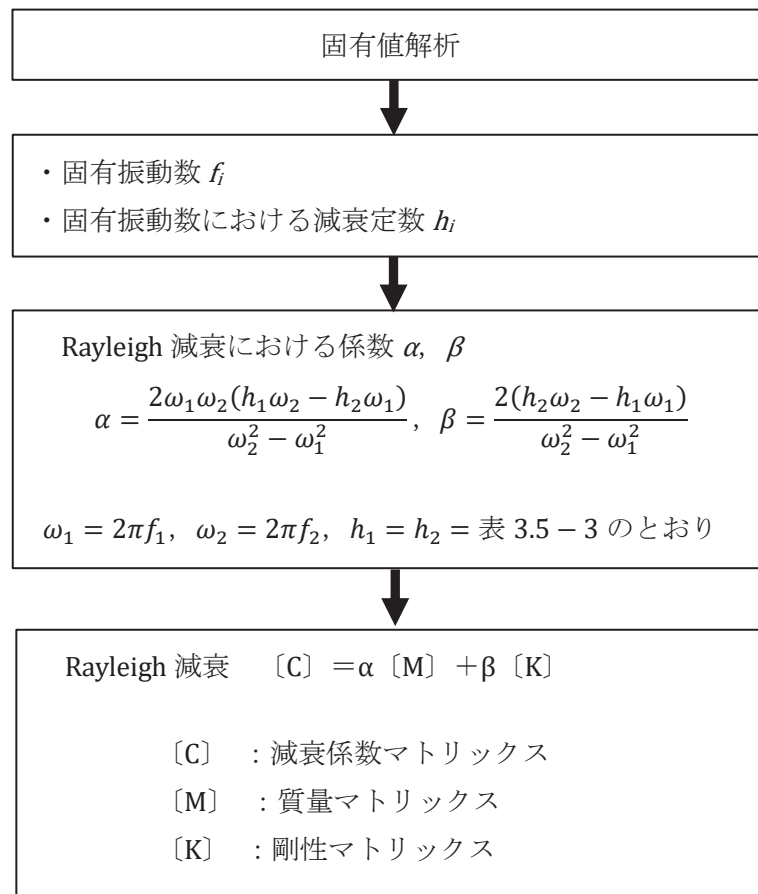 固有値解析
・固有振動数 fᵢ
・固有振動数における減衰定数 hᵢ
Rayleigh 減衰における係数 α, β
α = 2ω₁ω₂(h₁ω₂ − h₂ω₁) / (ω₂² − ω₁²), β = 2(h₂ω₂ − h₁ω₁) / (ω₂² − ω₁²)
ω₁ = 2πf₁, ω₂ = 2πf₂, h₁ = h₂ = 表 3.5 − 3 のとおり
Rayleigh 減衰 〔C〕=α〔M〕+β〔K〕
〔C〕 :減衰係数マトリックス
〔M〕 :質量マトリックス
〔K〕 :剛性マトリックス